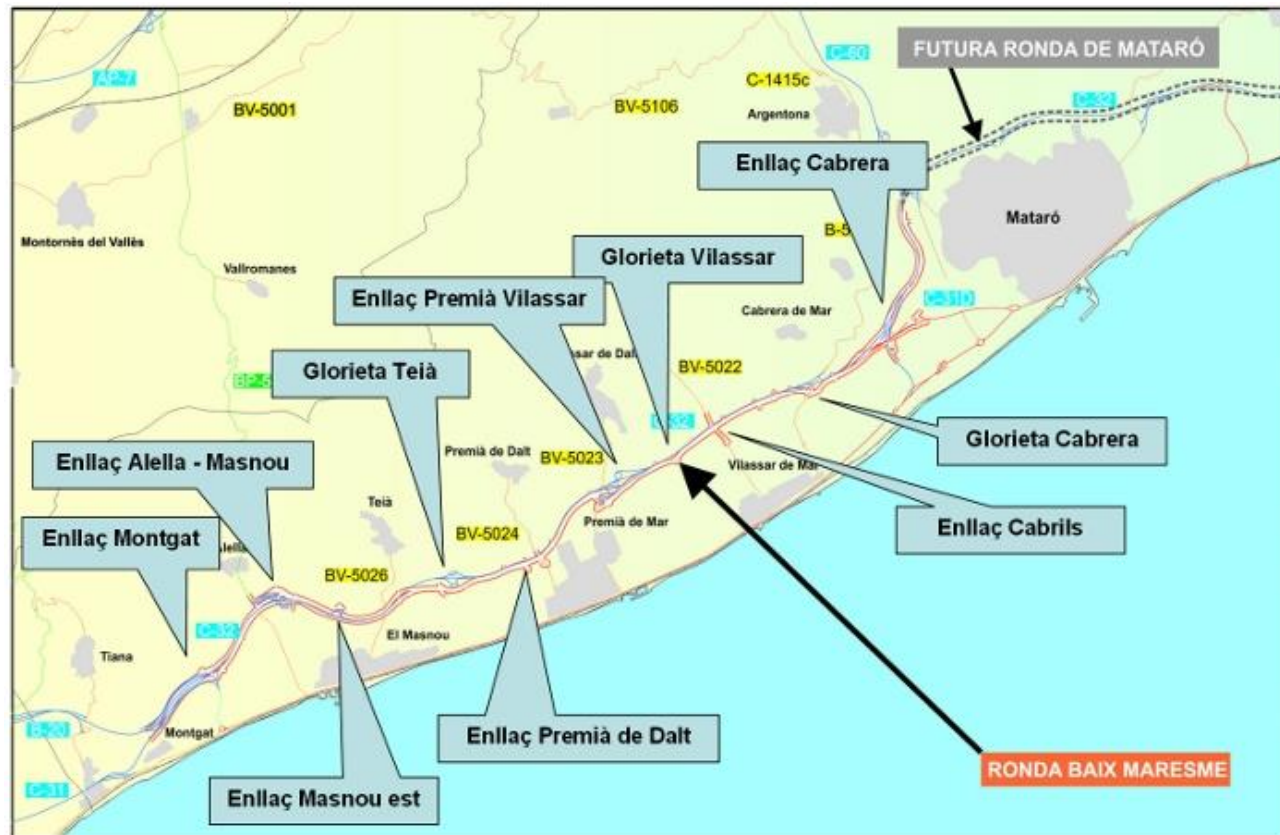 FUTURA RONDA DE MATARÓ
C-60
AP-7
C-1415c
C-32
BV-5001
BV-5106
Argentona
Enllaç Cabrera
Mataró
Montornès del Vallès
Vallromanes
Glorieta Vilassar
Enllaç Premià Vilassar
C-31D
Cabrera de Mar
de Dalt
BV-5022
Glorieta Teià
C-32
Glorieta Cabrera
Enllaç Alella - Masnou
Premià de Dalt
BV-5023
Vilassar de Mar
Teià
Premià de Mar
Enllaç Cabrils
Enllaç Montgat
BV-5024
BV-5026
C-32
El Masnou
Tiana
B-20
Montgat
Enllaç Premià de Dalt
RONDA BAIX MARESME
C-31
Enllaç Masnou est